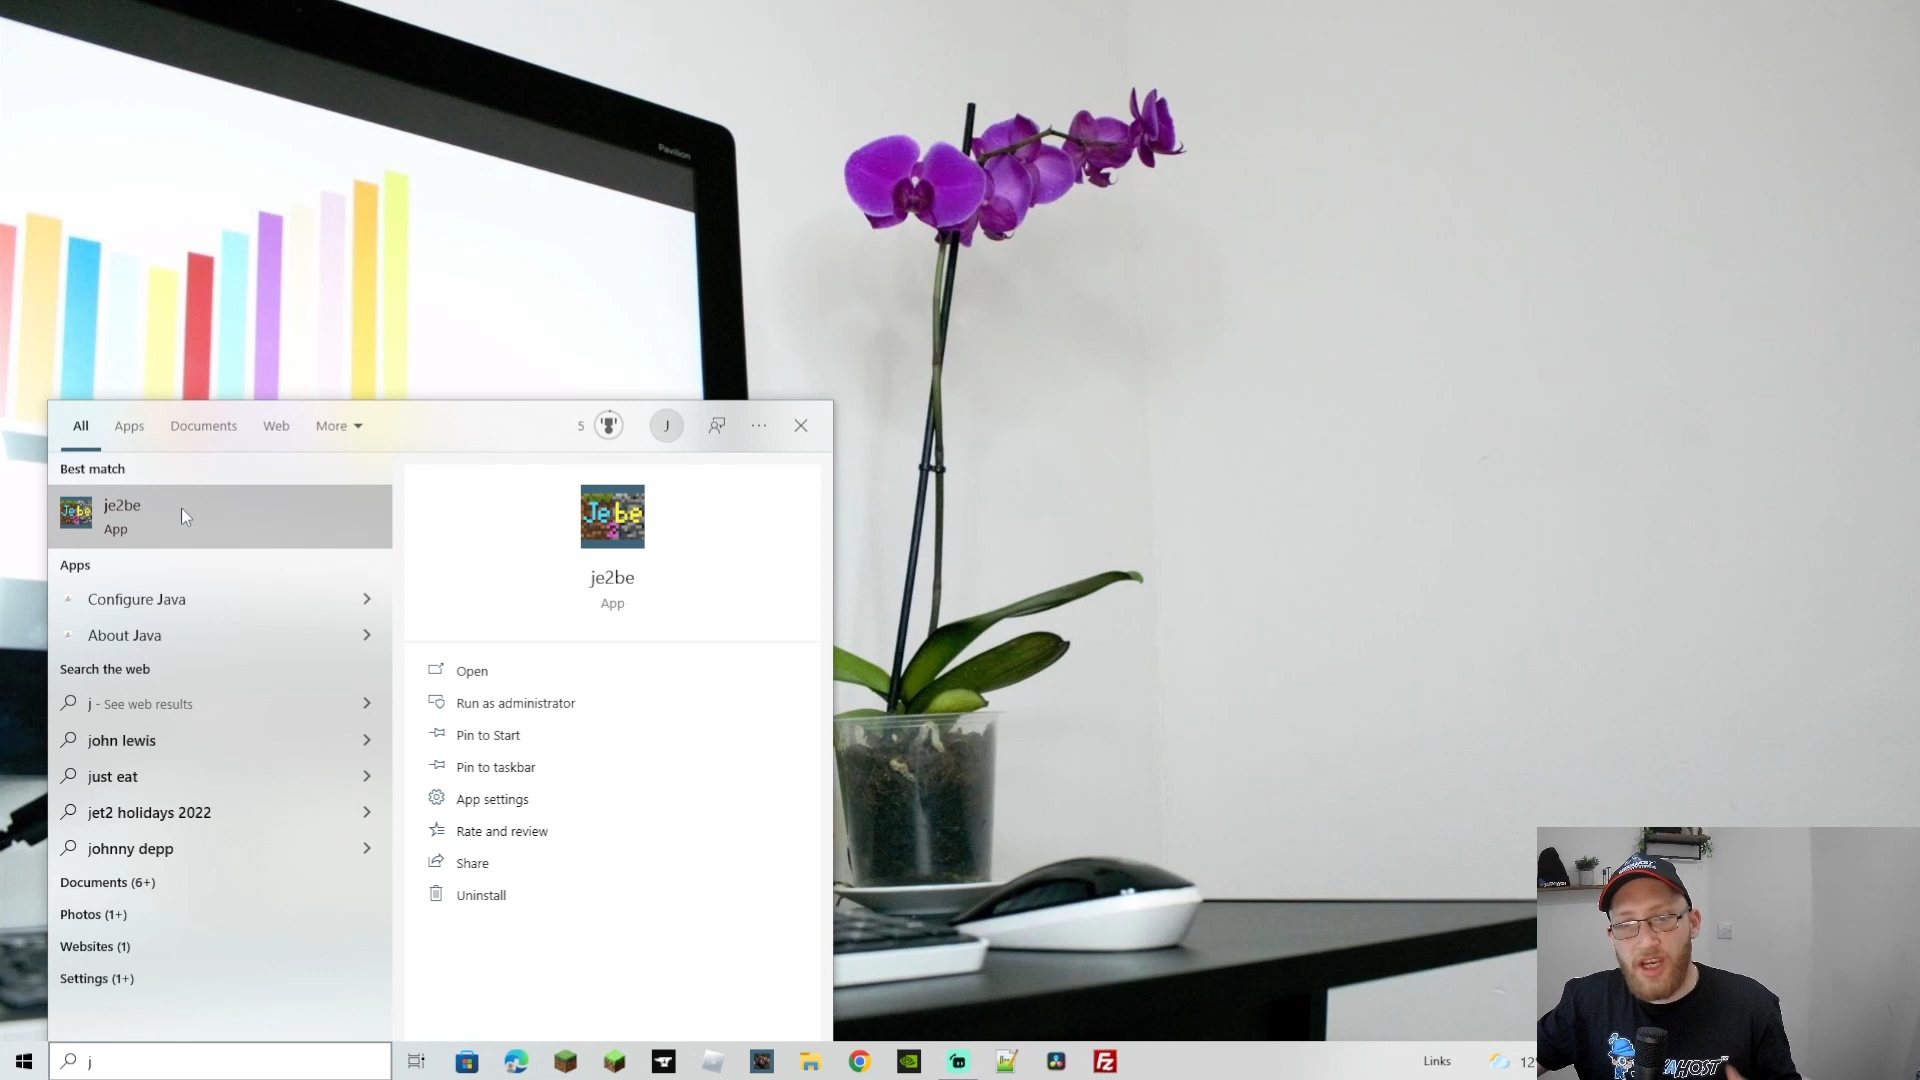 Pavilion
All Apps Documents Web More 5 J
Best match
je2be
App
Apps
Configure Java
About Java
Search the web
j - See web results
john lewis
just eat
jet2 holidays 2022
johnny depp
Documents (6+)
Photos (1+)
Websites (1)
Settings (1+)
Je2be
je2be
App
Open
Run as administrator
Pin to Start
Pin to taskbar
App settings
Rate and review
Share
Uninstall
j
Links 12°